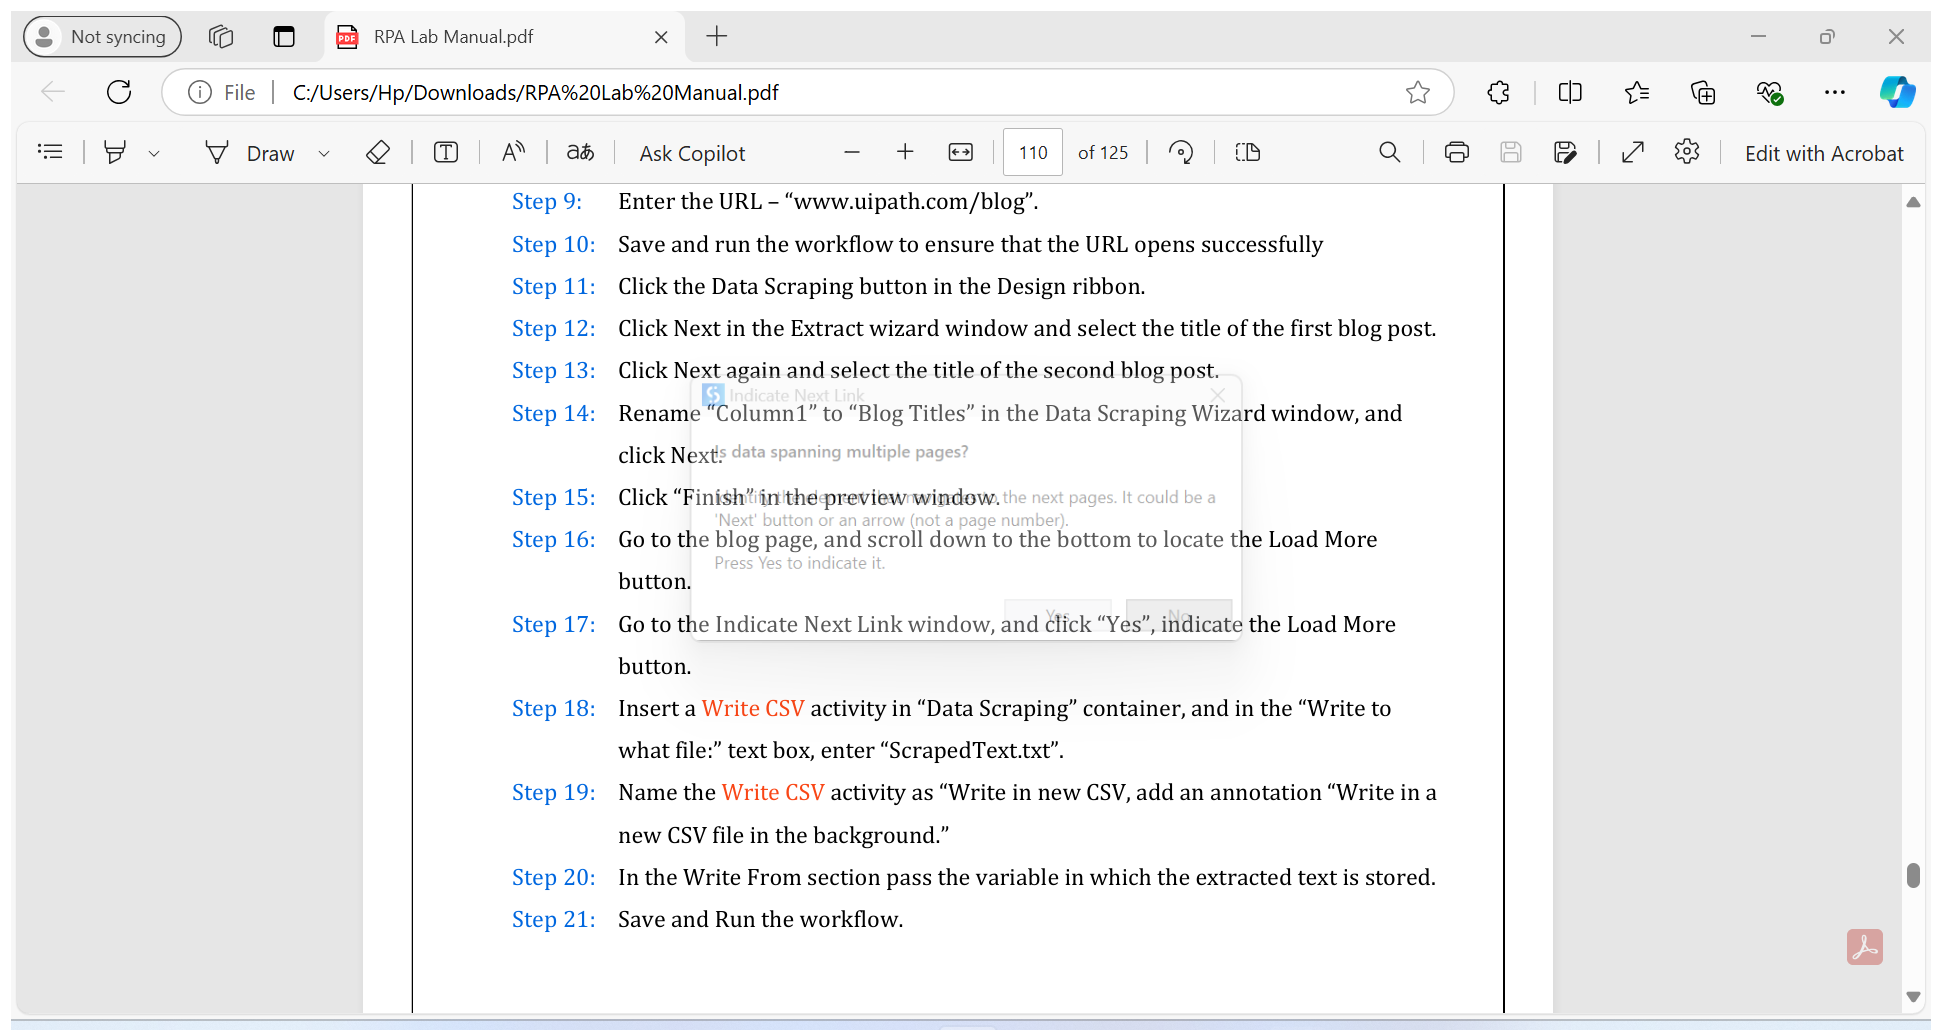 Not syncing
RPA Lab Manual.pdf
File
C:/Users/Hp/Downloads/RPA%20Lab%20Manual.pdf
Draw
Ask Copilot
110 of 125
Edit with Acrobat
Step 9: Enter the URL – “www.uipath.com/blog”.
Step 10: Save and run the workflow to ensure that the URL opens successfully
Step 11: Click the Data Scraping button in the Design ribbon.
Step 12: Click Next in the Extract wizard window and select the title of the first blog post.
Step 13: Click Next again and select the title of the second blog post.
Step 14: Rename “Column1” to “Blog Titles” in the Data Scraping Wizard window, and
click Next.
Step 15: Click “Finish” in the preview window.
Step 16: Go to the blog page, and scroll down to the bottom to locate the Load More
button.
Step 17: Go to the Indicate Next Link window, and click “Yes”, indicate the Load More
button.
Step 18: Insert a Write CSV activity in “Data Scraping” container, and in the “Write to
what file:” text box, enter “ScrapedText.txt”.
Step 19: Name the Write CSV activity as “Write in new CSV, add an annotation “Write in a
new CSV file in the background.”
Step 20: In the Write From section pass the variable in which the extracted text is stored.
Step 21: Save and Run the workflow.
Indicate Next Link
Is data spanning multiple pages?
the next pages. It could be a
'Next' button or an arrow (not a page number).
Press Yes to indicate it.
Yes
No